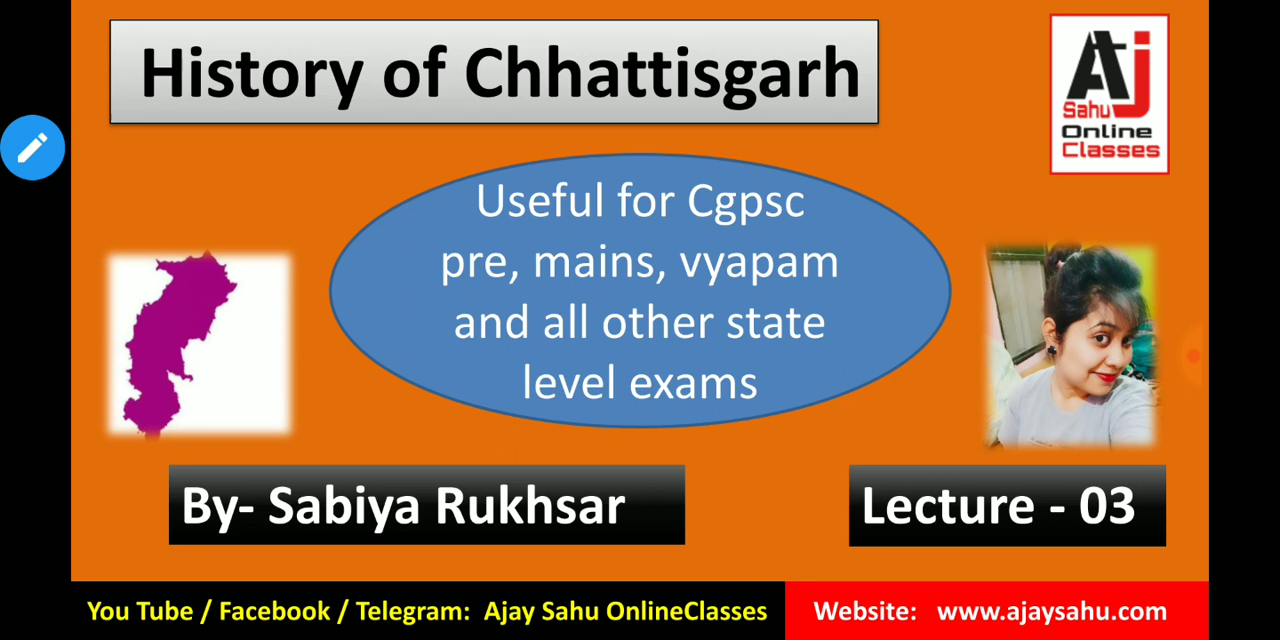 History of Chhattisgarh
Aj
Sahu
Online
Classes
Useful for Cgpsc
pre, mains, vyapam
and all other state
level exams
By- Sabiya Rukhsar
Lecture - 03
You Tube / Facebook / Telegram: Ajay Sahu OnlineClasses
Website: www.ajaysahu.com